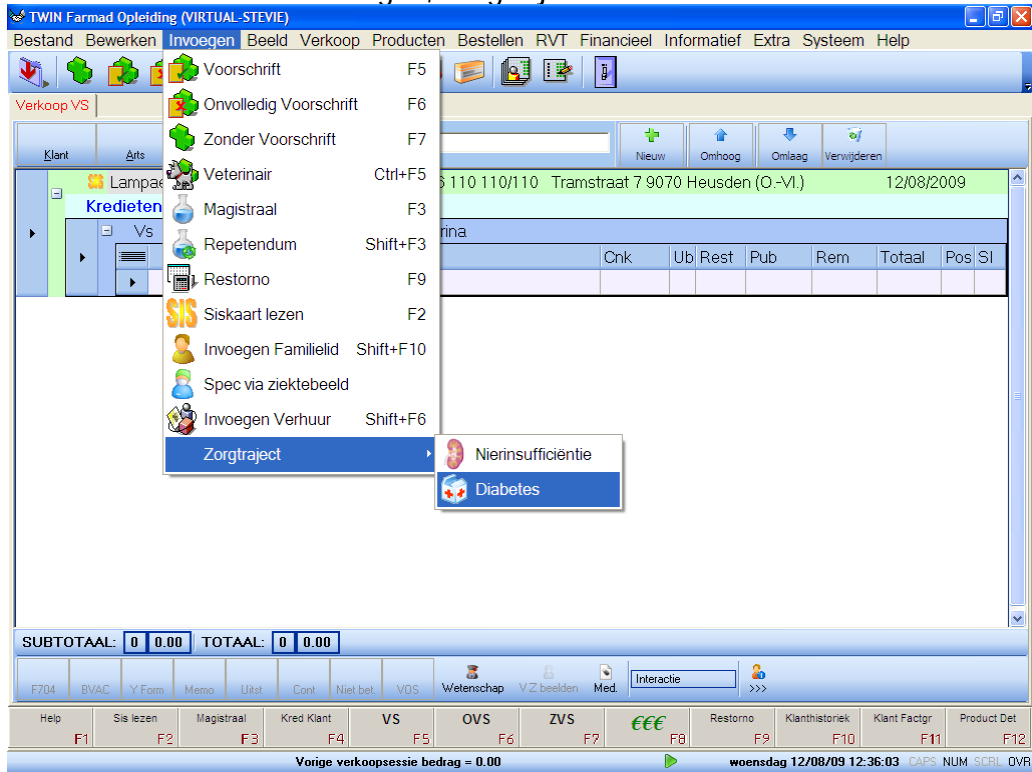 TWIN Farmad Opleiding (VIRTUAL-STEVIE)
Bestand Bewerken Invoegen Beeld Verkoop Producten Bestellen RVT Financieel Informatief Extra Systeem Help
Verkoop VS
Voorschrift F5
Onvolledig Voorschrift F6
Zonder Voorschrift F7
Veterinair Ctrl+F5
Magistraal F3
Repetendum Shift+F3
Restorno F9
Siskaart lezen F2
Invoegen Familielid Shift+F10
Spec via ziektebeeld
Invoegen Verhuur Shift+F6
Zorgtraject
Nierinsufficiëntie
Diabetes
Klant Arts Nieuw Omhoog Omlaag Verwijderen
Lampae 110 110/110 Tramstraat 7 9070 Heusden (O.-Vl.) 12/08/2009
Kredieten
Vs rina
Cnk Ub Rest Pub Rem Totaal Pos Sl
SUBTOTAAL: 0 0.00 TOTAAL: 0 0.00
F704 BVAC Y Form Memo Uitst Cont Niet bet. VOS Wetenschap VZ beelden Med. Interactie >>>
Help Sis lezen Magistraal Kred Klant VS OVS ZVS €€€ Restorno Klanthistoriek Klant Factgr Product Det
F1 F2 F3 F4 F5 F6 F7 F8 F9 F10 F11 F12
Vorige verkoopsessie bedrag = 0.00 woensdag 12/08/09 12:36:03 CAPS NUM SCRL OVR